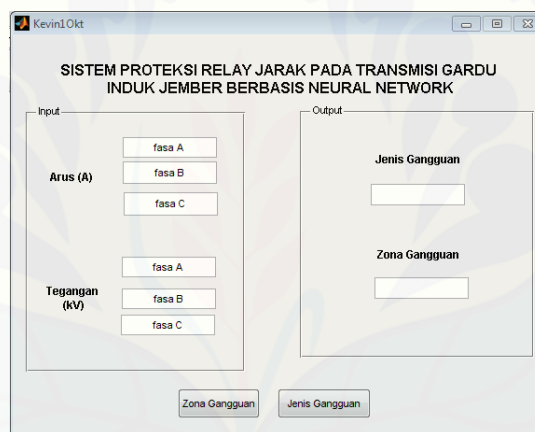 Kevin1Okt
SISTEM PROTEKSI RELAY JARAK PADA TRANSMISI GARDU
INDUK JEMBER BERBASIS NEURAL NETWORK
Input
Arus (A)
fasa A
fasa B
fasa C
Tegangan
(kV)
fasa A
fasa B
fasa C
Output
Jenis Gangguan
Zona Gangguan
Zona Gangguan
Jenis Gangguan